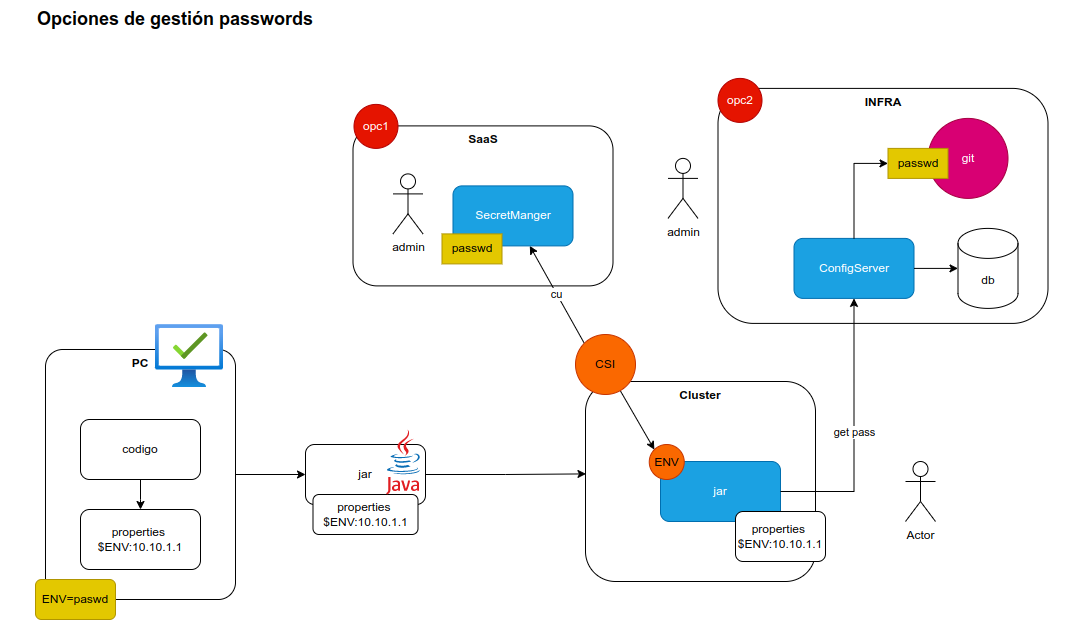 Opciones de gestión passwords
opc1
SaaS
admin
SecretManger
passwd
cu
opc2
INFRA
admin
passwd
git
ConfigServer
db
get pass
CSI
PC
codigo
properties
$ENV:10.10.1.1
ENV=paswd
jar
Java
properties
$ENV:10.10.1.1
Cluster
ENV
jar
properties
$ENV:10.10.1.1
Actor